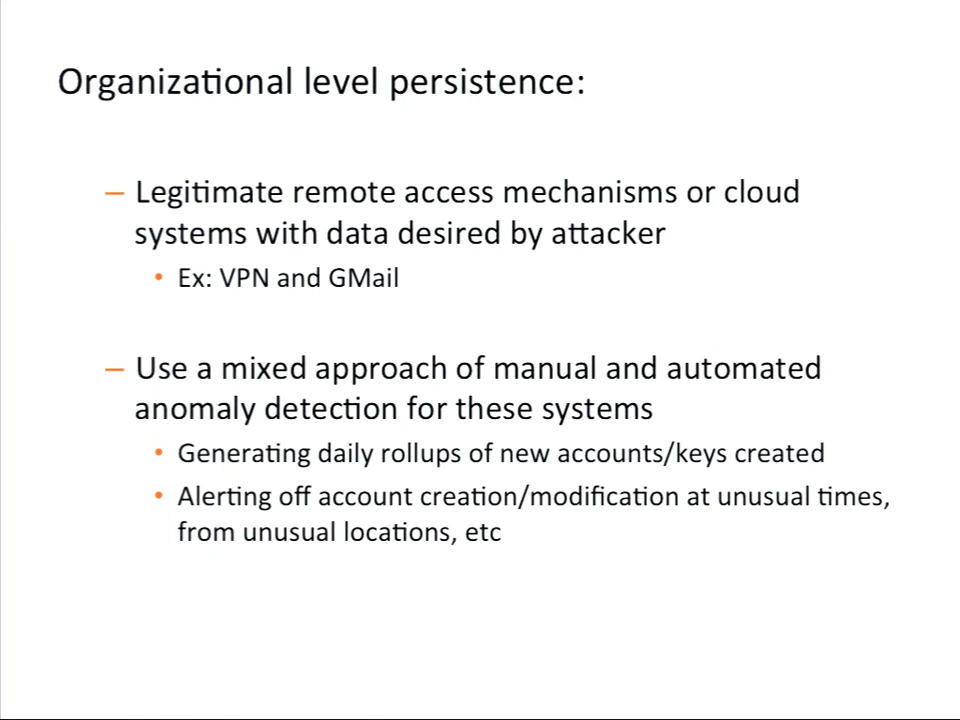 Organizational level persistence:
– Legitimate remote access mechanisms or cloud
systems with data desired by attacker
• Ex: VPN and GMail
– Use a mixed approach of manual and automated
anomaly detection for these systems
• Generating daily rollups of new accounts/keys created
• Alerting off account creation/modification at unusual times,
from unusual locations, etc